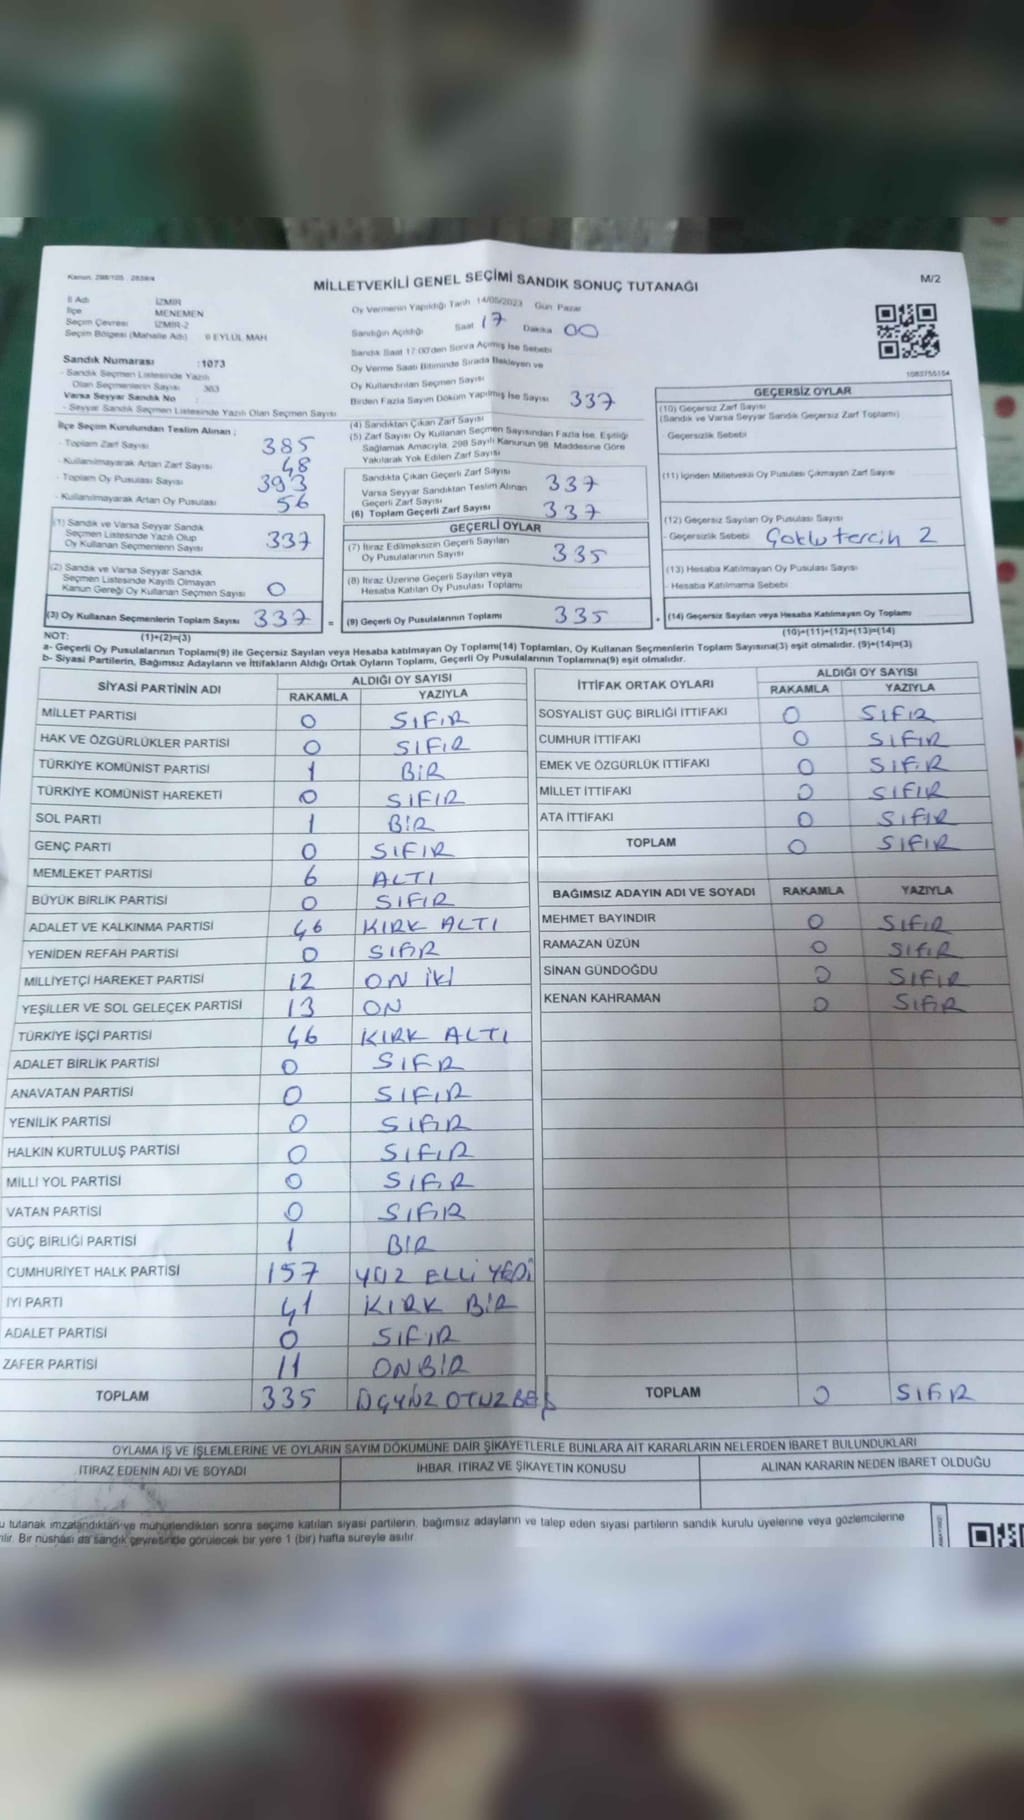 Kanun: 298/105 2839/4
MİLLETVEKİLİ GENEL SEÇİMİ SANDIK SONUÇ TUTANAĞI
M/2
İl Adı İZMİR
İlçe MENEMEN
Seçim Çevresi İZMİR-2
Seçim Bölgesi (Mahalle Adı) 9 EYLÜL MAH
Oy Vermenin Yapıldığı Tarih 14/05/2023 Gün Pazar
Sandığın Açıldığı Saat 17 Dakika 00
Sandık Saat 17:00'den Sonra Açılmış İse Sebebi
Oy Verme Saati Bitiminde Sırada Bekleyen ve
Oy Kullandırılan Seçmen Sayısı
Birden Fazla Sayım Döküm Yapılmış İse Sayısı
1083755154
Sandık Numarası :1073
- Sandık Seçmen Listesinde Yazılı
Olan Seçmenlerin Sayısı 383
Varsa Seyyar Sandık No
- Seyyar Sandık Seçmen Listesinde Yazılı Olan Seçmen Sayısı
İlçe Seçim Kurulundan Teslim Alınan ;
- Toplam Zarf Sayısı 385
- Kullanılmayarak Artan Zarf Sayısı 48
- Toplam Oy Pusulası Sayısı 393
- Kullanılmayarak Artan Oy Pusulası 56
(1) Sandık ve Varsa Seyyar Sandık
Seçmen Listesinde Yazılı Olup
Oy Kullanan Seçmenlerin Sayısı 337
(2) Sandık ve Varsa Seyyar Sandık
Seçmen Listesinde Kayıtlı Olmayan
Kanun Gereği Oy Kullanan Seçmen Sayısı 0
(3) Oy Kullanan Seçmenlerin Toplam Sayısı 337 =
(4) Sandıktan Çıkan Zarf Sayısı 337
(5) Zarf Sayısı Oy Kullanan Seçmen Sayısından Fazla İse, Eşitliği
Sağlamak Amacıyla, 298 Sayılı Kanunun 98. Maddesine Göre
Yakılarak Yok Edilen Zarf Sayısı
Sandıkta Çıkan Geçerli Zarf Sayısı 337
Varsa Seyyar Sandıktan Teslim Alınan
Geçerli Zarf Sayısı
(6) Toplam Geçerli Zarf Sayısı 337
GEÇERLİ OYLAR
(7) İtiraz Edilmeksizin Geçerli Sayılan
Oy Pusulalarının Sayısı 335
(8) İtiraz Üzerine Geçerli Sayılan veya
Hesaba Katılan Oy Pusulası Toplamı
(9) Geçerli Oy Pusulalarının Toplamı 335 +
GEÇERSİZ OYLAR
(10) Geçersiz Zarf Sayısı
(Sandık ve Varsa Seyyar Sandık Geçersiz Zarf Toplamı)
- Geçersizlik Sebebi
(11) İçinden Milletvekili Oy Pusulası Çıkmayan Zarf Sayısı
(12) Geçersiz Sayılan Oy Pusulası Sayısı
- Geçersizlik Sebebi Çoklu tercih 2
(13) Hesaba Katılmayan Oy Pusulası Sayısı
- Hesaba Katılmama Sebebi
(14) Geçersiz Sayılan veya Hesaba Katılmayan Oy Toplamı
NOT: (1)+(2)=(3)
(10)+(11)+(12)+(13)=(14)
a- Geçerli Oy Pusulalarının Toplamı(9) ile Geçersiz Sayılan veya Hesaba katılmayan Oy Toplamı(14) Toplamları, Oy Kullanan Seçmenlerin Toplam Sayısına(3) eşit olmalıdır. (9)+(14)=(3)
b- Siyasi Partilerin, Bağımsız Adayların ve İttifakların Aldığı Ortak Oyların Toplamı, Geçerli Oy Pusulalarının Toplamına(9) eşit olmalıdır.
SİYASİ PARTİNİN ADI ALDIĞI OY SAYISI
RAKAMLA YAZIYLA
MİLLET PARTİSİ 0 SIFIR
HAK VE ÖZGÜRLÜKLER PARTİSİ 0 SIFIR
TÜRKİYE KOMÜNİST PARTİSİ 1 BİR
TÜRKİYE KOMÜNİST HAREKETİ 0 SIFIR
SOL PARTİ 1 BİR
GENÇ PARTİ 0 SIFIR
MEMLEKET PARTİSİ 6 ALTI
BÜYÜK BİRLİK PARTİSİ 0 SIFIR
ADALET VE KALKINMA PARTİSİ 46 KIRK ALTI
YENİDEN REFAH PARTİSİ 0 SIFIR
MİLLİYETÇİ HAREKET PARTİSİ 12 ON İKİ
YEŞİLLER VE SOL GELECEK PARTİSİ 13 ON
TÜRKİYE İŞÇİ PARTİSİ 46 KIRK ALTI
ADALET BİRLİK PARTİSİ 0 SIFIR
ANAVATAN PARTİSİ 0 SIFIR
YENİLİK PARTİSİ 0 SIFIR
HALKIN KURTULUŞ PARTİSİ 0 SIFIR
MİLLİ YOL PARTİSİ 0 SIFIR
VATAN PARTİSİ 0 SIFIR
GÜÇ BİRLİĞİ PARTİSİ 1 BİR
CUMHURİYET HALK PARTİSİ 157 YÜZ ELLİ YEDİ
İYİ PARTİ 41 KIRK BİR
ADALET PARTİSİ 0 SIFIR
ZAFER PARTİSİ 11 ONBİR
TOPLAM 335 ÜÇYÜZ OTUZ BEŞ
İTTİFAK ORTAK OYLARI ALDIĞI OY SAYISI
RAKAMLA YAZIYLA
SOSYALİST GÜÇ BİRLİĞİ İTTİFAKI 0 SIFIR
CUMHUR İTTİFAKI 0 SIFIR
EMEK VE ÖZGÜRLÜK İTTİFAKI 0 SIFIR
MİLLET İTTİFAKI 0 SIFIR
ATA İTTİFAKI 0 SIFIR
TOPLAM 0 SIFIR
BAĞIMSIZ ADAYIN ADI VE SOYADI RAKAMLA YAZIYLA
MEHMET BAYINDIR 0 SIFIR
RAMAZAN ÜZÜN 0 SIFIR
SİNAN GÜNDOĞDU 0 SIFIR
KENAN KAHRAMAN 0 SIFIR
TOPLAM 0 SIFIR
OYLAMA İŞ VE İŞLEMLERİNE VE OYLARIN SAYIM DÖKÜMÜNE DAİR ŞİKAYETLERLE BUNLARA AİT KARARLARIN NELERDEN İBARET BULUNDUKLARI
İTİRAZ EDENİN ADI VE SOYADI İHBAR, İTİRAZ VE ŞİKAYETİN KONUSU ALINAN KARARIN NEDEN İBARET OLDUĞU
u tutanak imzalandıktan ve mühürlendikten sonra seçime katılan siyasi partilerin, bağımsız adayların ve talep eden siyasi partilerin sandık kurulu üyelerine veya gözlemcilerine
ilir. Bir nüshası da sandık çevresinde görülecek bir yere 1 (bir) hafta süreyle asılır.